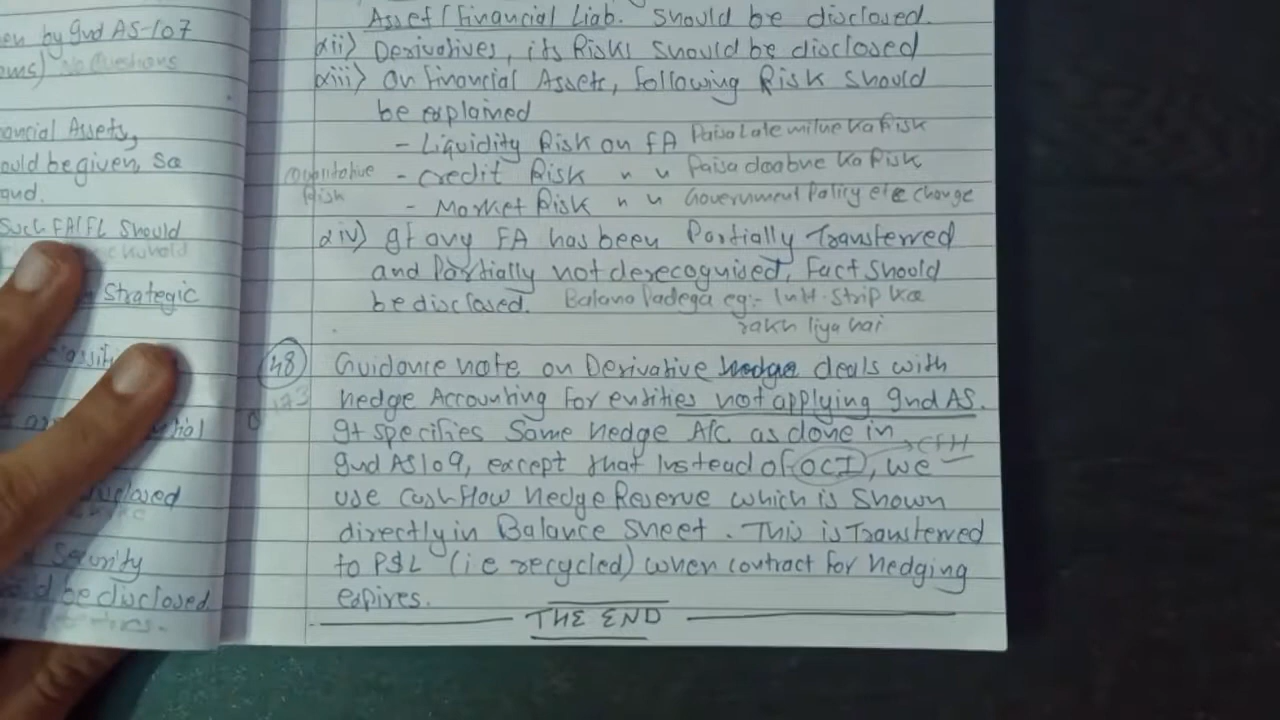 en by Ind AS-107
oms) No Questions
ancial Assets,
ould be given, so
Such FA/FL Should
Strategic
Security
d be disclosed
Asset/Financial Liab. Should be disclosed.
xii) Derivatives, its Risks should be disclosed
xiii) On Financial Assets, Following Risk should
be explained
- Liquidity Risk on FA Paisa Late milne ka Risk
Qualitative - Credit Risk " " Paisa doobne ka Risk
Risk - Market Risk " " Government Policy etc change
xiv) If any FA has been Partially Transferred
and Partially not derecognised, Fact should
be disclosed. Batana Padega eg:- Int. Strip ka
rakh liya hai
48 Guidance note on Derivative hedge deals with
hedge Accounting for entities not applying Ind AS.
It specifies Same hedge A/c as done in
Ind AS 109, except that Instead of OCI, we CFH
use Cash Flow Hedge Reserve which is shown
directly in Balance Sheet. This is Transferred
to P&L (i.e recycled) when contract for hedging
expires.
THE END